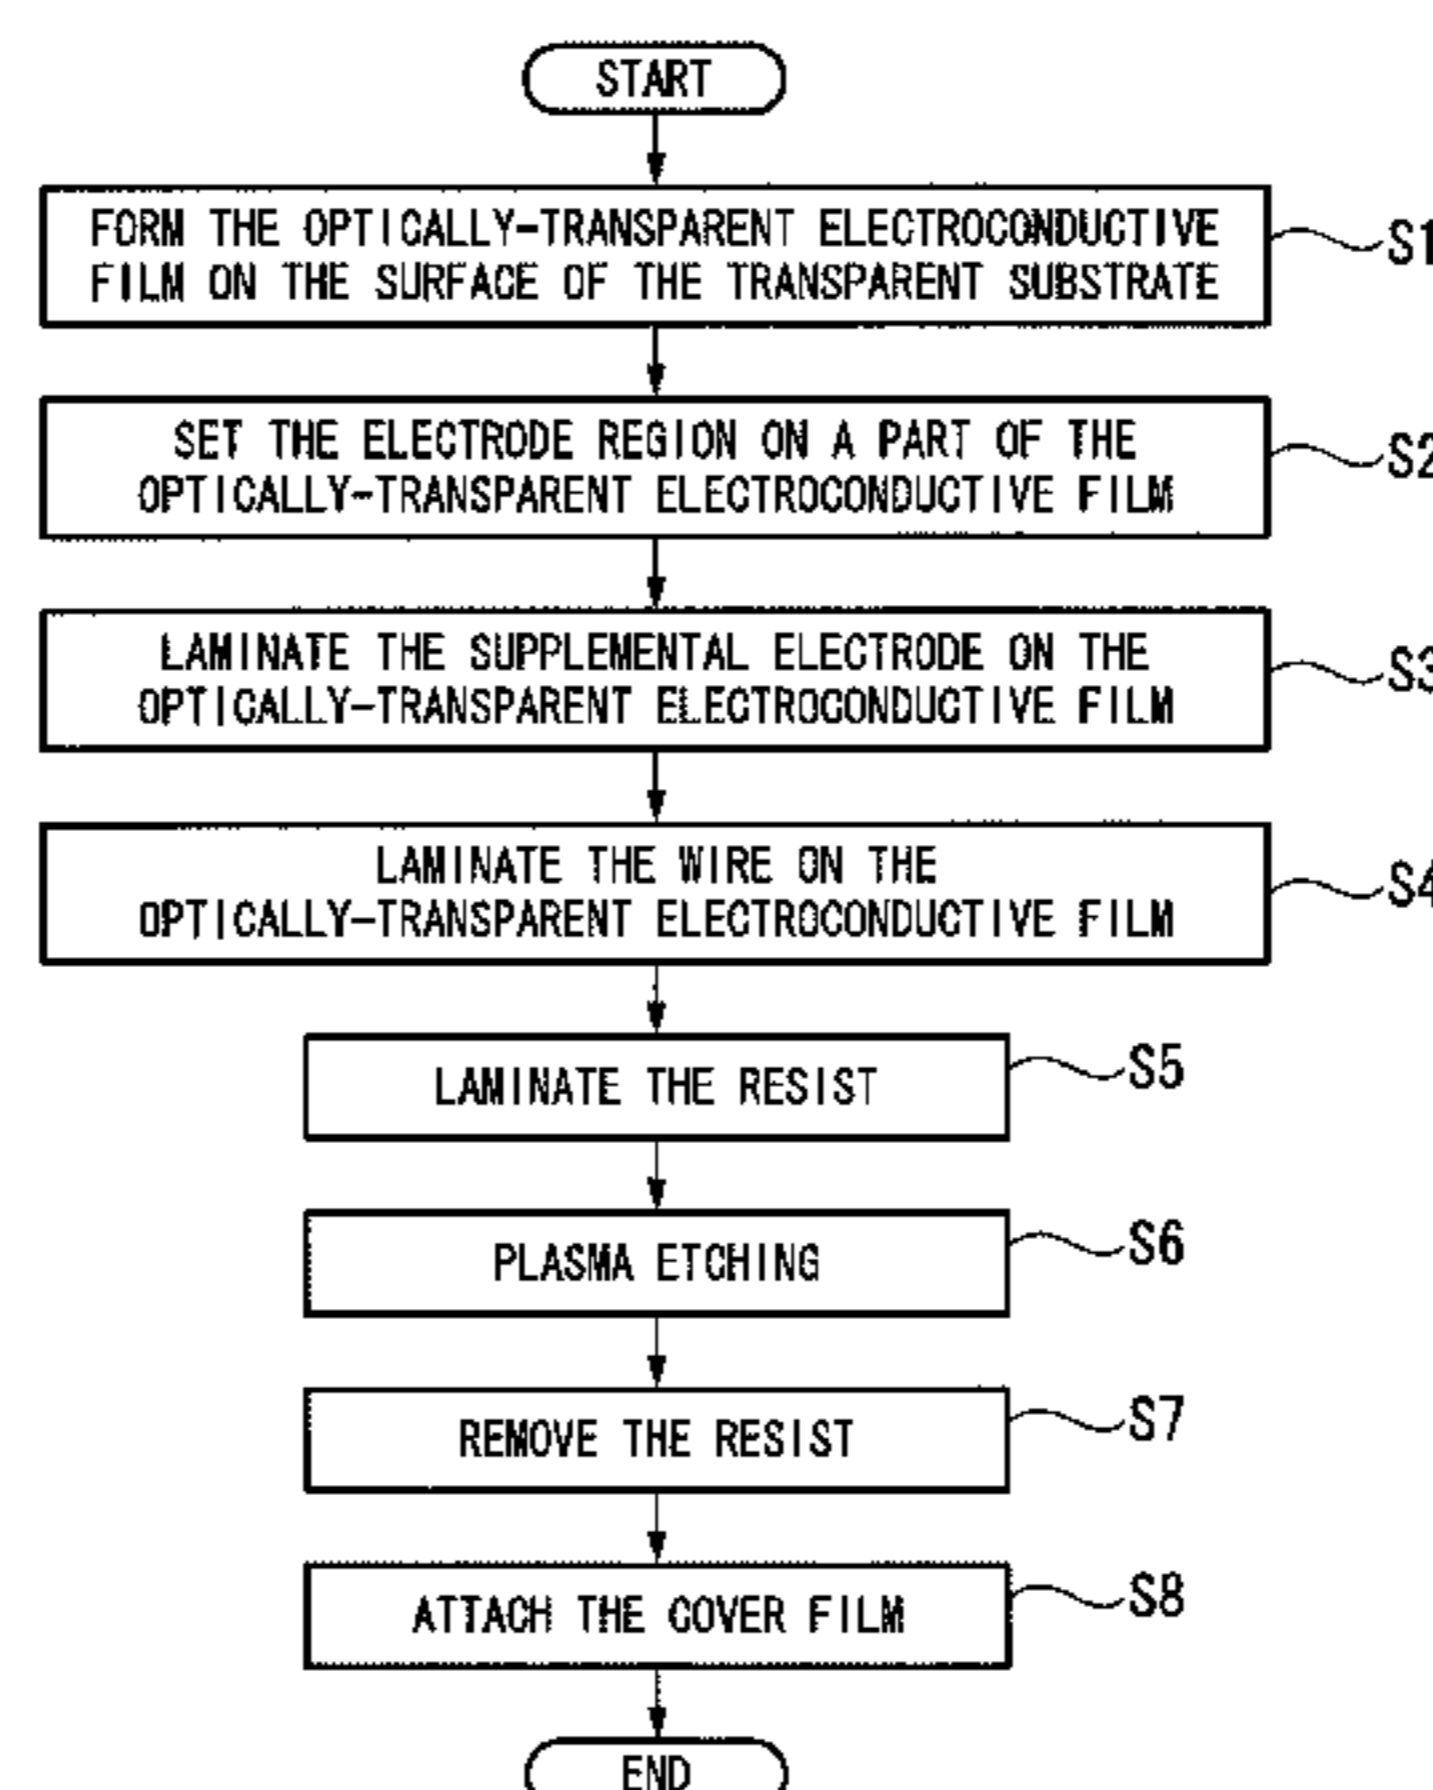 START
FORM THE OPTICALLY-TRANSPARENT ELECTROCONDUCTIVE
FILM ON THE SURFACE OF THE TRANSPARENT SUBSTRATE
S1
SET THE ELECTRODE REGION ON A PART OF THE
OPTICALLY-TRANSPARENT ELECTROCONDUCTIVE FILM
S2
LAMINATE THE SUPPLEMENTAL ELECTRODE ON THE
OPTICALLY-TRANSPARENT ELECTROCONDUCTIVE FILM
S3
LAMINATE THE WIRE ON THE
OPTICALLY-TRANSPARENT ELECTROCONDUCTIVE FILM
S4
LAMINATE THE RESIST
S5
PLASMA ETCHING
S6
REMOVE THE RESIST
S7
ATTACH THE COVER FILM
S8
END